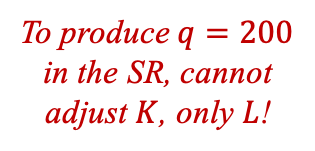 To produce q = 200
in the SR, cannot
adjust K, only L!